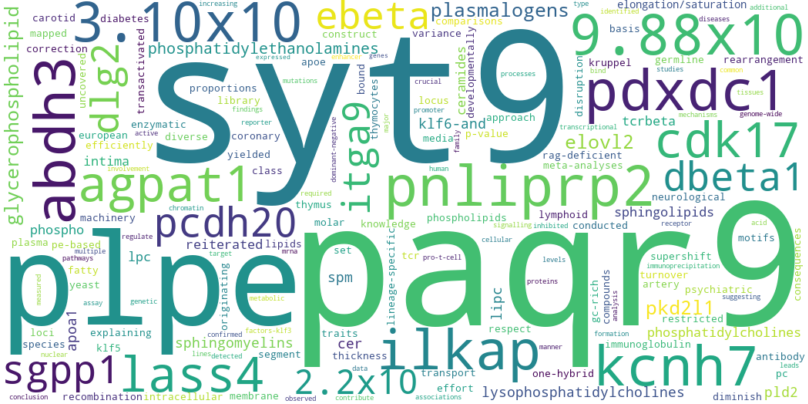 carotid diabetes increasing
mapped
correction
3.10x10
ebeta
plasmalogens
elongation/saturation
type identified additional
comparisons
diseases
glycerophospholipid
phosphatidylethanolamines
construct
variance
basis
9.88x10
rearrangement
uncovered
transactivated
expressed enhancer genes
apoe
kruppel
germline
proportions
mutations
crucial
processes
bind studies common
abdh3
dlg2
library
findings
syt9
bound
thymocytes
locus
promoter
ceramides
developmentally
approach
disruption
pdxdc1
tissues
european
enzymatic
reporter
coronary
klf6-and
tcrbeta
mechanisms genome-wide
efficiently
active
diverse
dominant-negative
major
media
family
p-value
transcriptional
intima
yielded
class
itga9
elovl2
cdk17
rag-deficient
involvement
required
human
meta-analyses
agpat1
pnliprp2
dbeta1
chromatin
thymus
neurological
phospho
pcdh20
molar
phospholipids
lymphoid
sphingolipids
acid
machinery
regulate
knowledge
conducted
receptor
motifs
plasma
pe-based
reiterated
lipids
set
signalling inhibited
cellular
supershift
multiple
target
mrna
tcr
pro-t-cell
levels
immunoprecipitation
consequences
fatty
pathways
lpc
originating
spm
lineage-specific
lipc
gc-rich
compounds
analysis
turnover
psychiatric
plpe
paqr9
measured
yeast
assay
genetic
metabolic
proteins
suggesting
artery
loci
apoa1
factors-klf3
traits
restricted
pkd2l1
explaining
confirmed
with
respect
formation
manner
phosphatidylcholines
species
klf5
sphingomyelins
lines detected
cer
ilkap
immunoglobulin
nuclear
segment
thickness
transport
one-hybrid
kcnh7
antibody
leads
sgpp1
lass4
data
effort
pc
2.2x10
lysophosphatidylcholines
diminish
pld2
conclusion
recombination
intracellular
membrane
observed
contribute